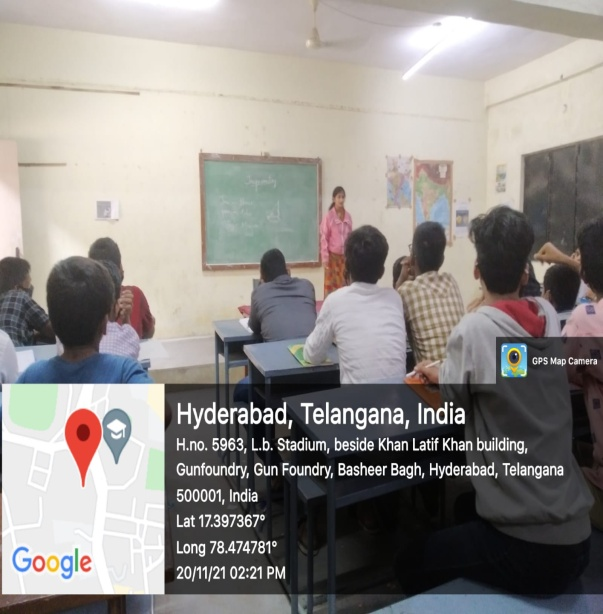 GPS Map Camera
Hyderabad, Telangana, India
H.no. 5963, L.b. Stadium, beside Khan Latif Khan building,
Gunfoundry, Gun Foundry, Basheer Bagh, Hyderabad, Telangana
500001, India
Lat 17.397367°
Long 78.474781°
20/11/21 02:21 PM
Google